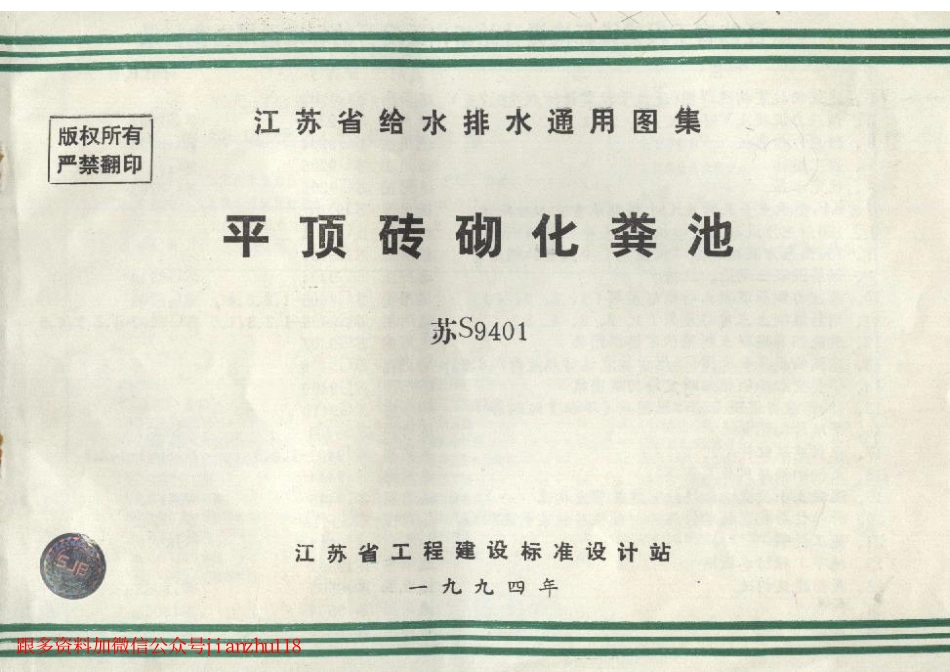 江苏省给水排水通用图集
版权所有
严禁翻印
平顶砖砌化粪池
苏S9401
SJB
江苏省工程建设标准设计站
一九九四年
跟多资料加微信公众号jianzhu118